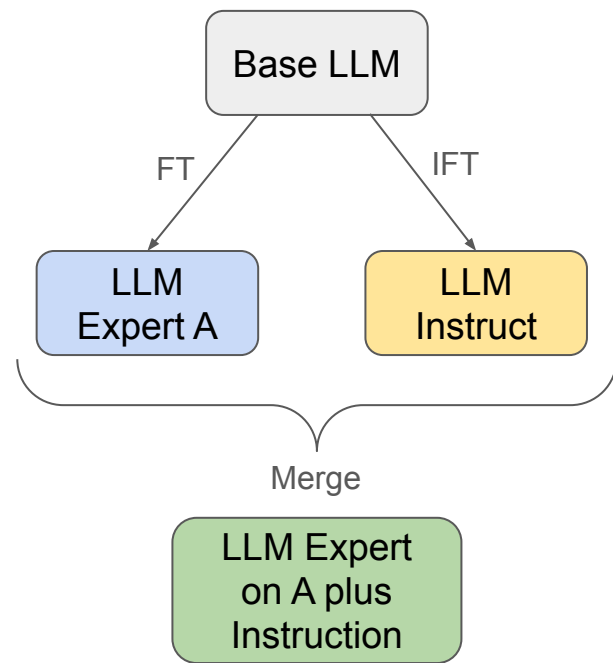 Base LLM
FT
IFT
LLM
Expert A
LLM
Instruct
Merge
LLM Expert
on A plus
Instruction